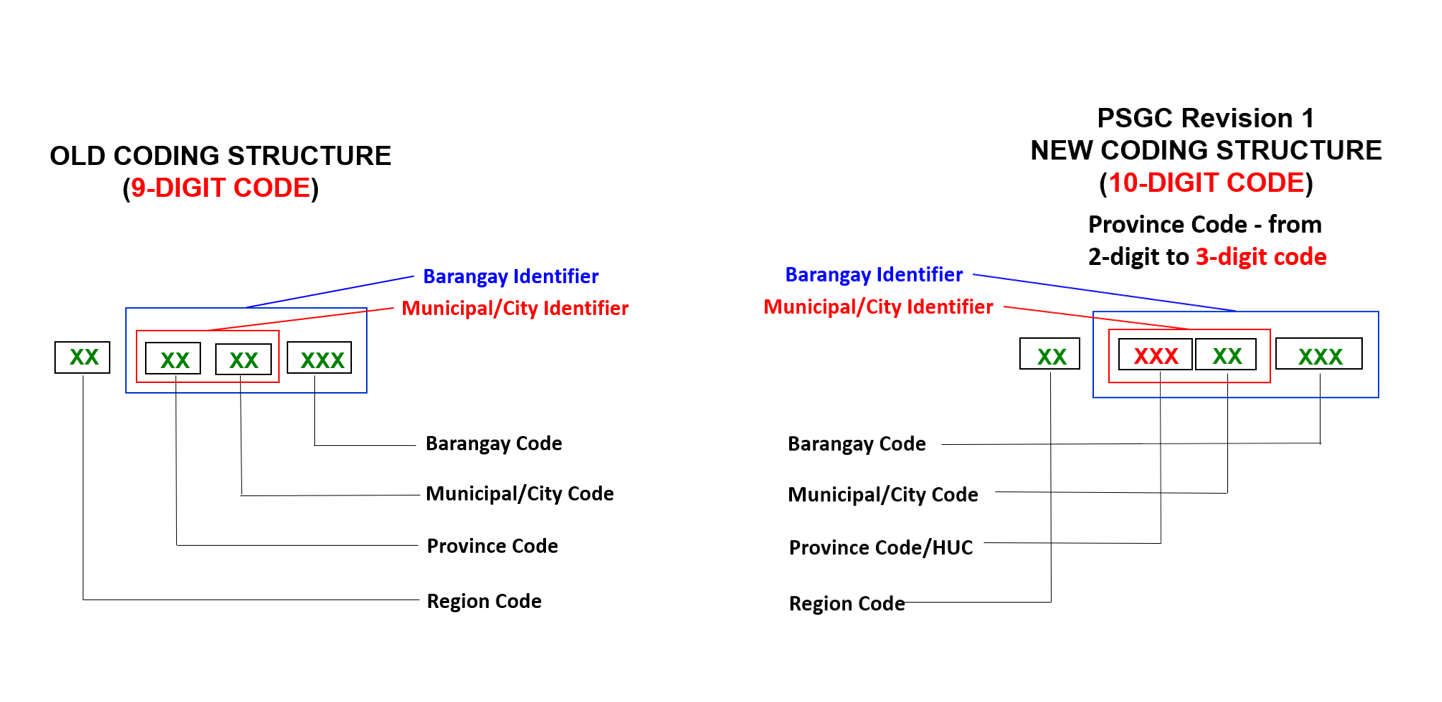 OLD CODING STRUCTURE
(9-DIGIT CODE)
Barangay Identifier
Municipal/City Identifier
XX XX XX XXX
Barangay Code
Municipal/City Code
Province Code
Region Code
PSGC Revision 1
NEW CODING STRUCTURE
(10-DIGIT CODE)
Province Code - from
2-digit to 3-digit code
Barangay Identifier
Municipal/City Identifier
XX XXX XX XXX
Barangay Code
Municipal/City Code
Province Code/HUC
Region Code